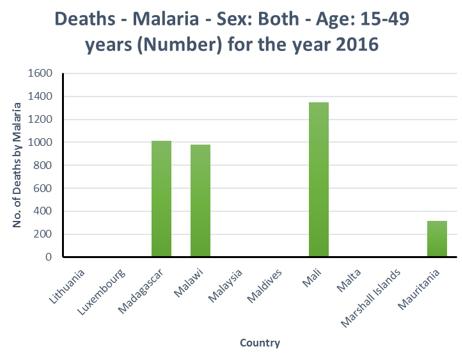 Deaths - Malaria - Sex: Both - Age: 15-49
years (Number) for the year 2016
No. of Deaths by Malaria
1600
1400
1200
1000
800
600
400
200
0
Lithuania
Luxembourg
Madagascar
Malawi
Malaysia
Maldives
Mali
Malta
Marshall Islands
Mauritania
Country